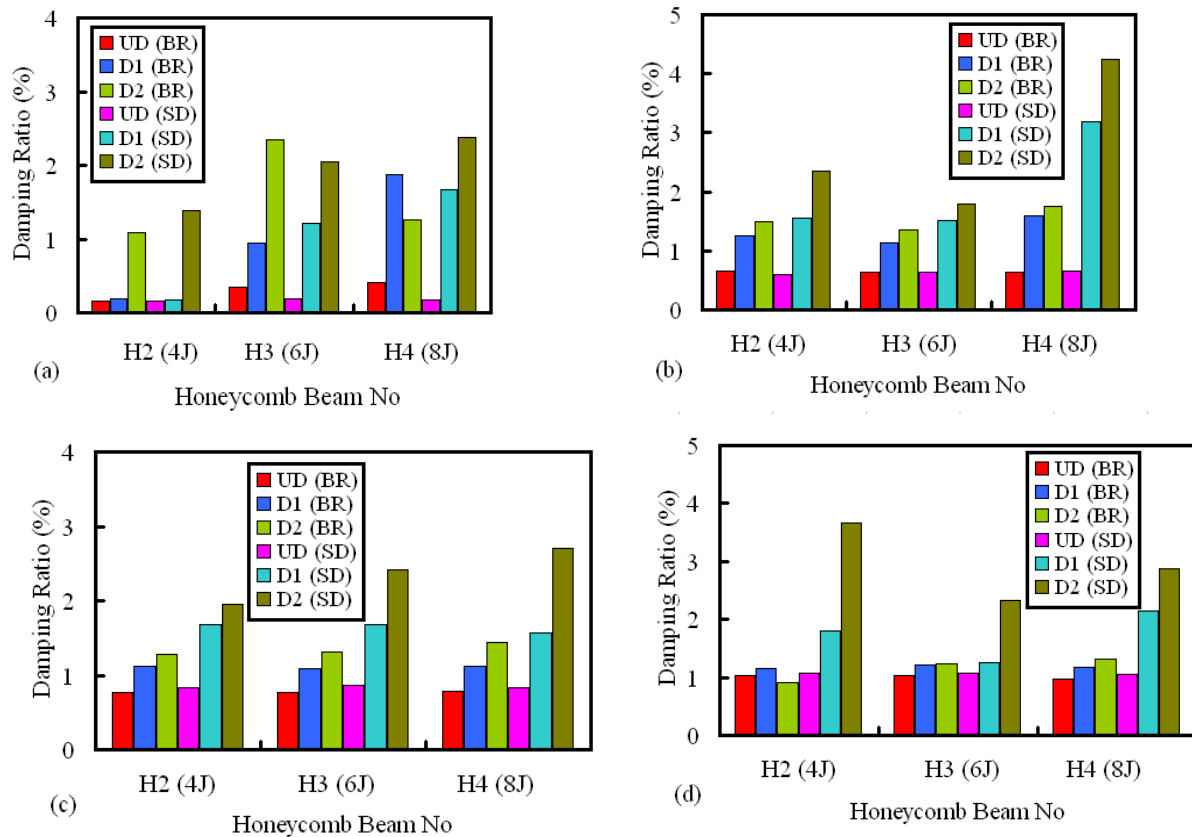 4
3
2
1
0
Damping Ratio (%)
UD (BR)
D1 (BR)
D2 (BR)
UD (SD)
D1 (SD)
D2 (SD)
H2 (4J) H3 (6J) H4 (8J)
(a)
Honeycomb Beam No
5
4
3
2
1
0
Damping Ratio (%)
UD (BR)
D1 (BR)
D2 (BR)
UD (SD)
D1 (SD)
D2 (SD)
H2 (4J) H3 (6J) H4 (8J)
(b)
Honeycomb Beam No
4
3
2
1
0
Damping Ratio (%)
UD (BR)
D1 (BR)
D2 (BR)
UD (SD)
D1 (SD)
D2 (SD)
H2 (4J) H3 (6J) H4 (8J)
(c)
Honeycomb Beam No
5
4
3
2
1
0
Damping Ratio (%)
UD (BR)
D1 (BR)
D2 (BR)
UD (SD)
D1 (SD)
D2 (SD)
H2 (4J) H3 (6J) H4 (8J)
(d)
Honeycomb Beam No